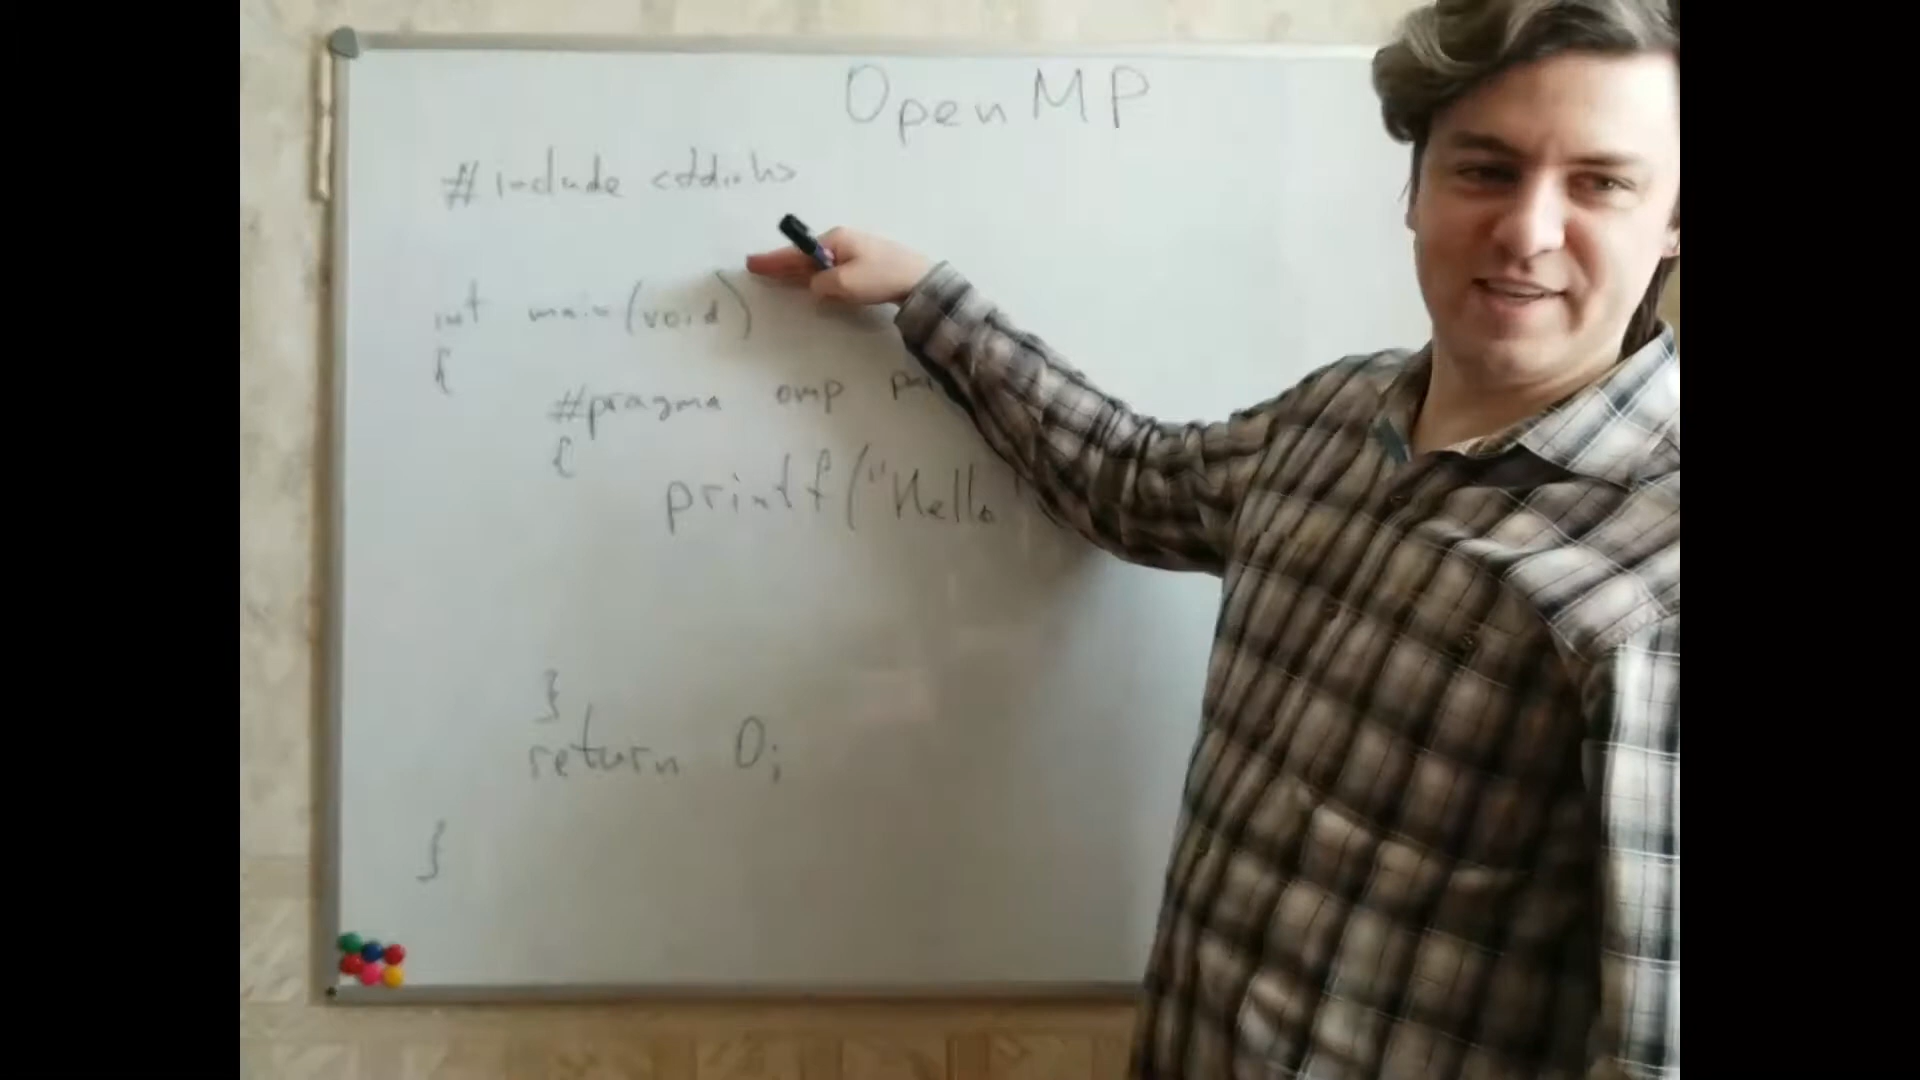 OpenMP
#include <stdio.h>
int main(void)
{
#pragma omp
{
printf("Hello
}
return 0;
}